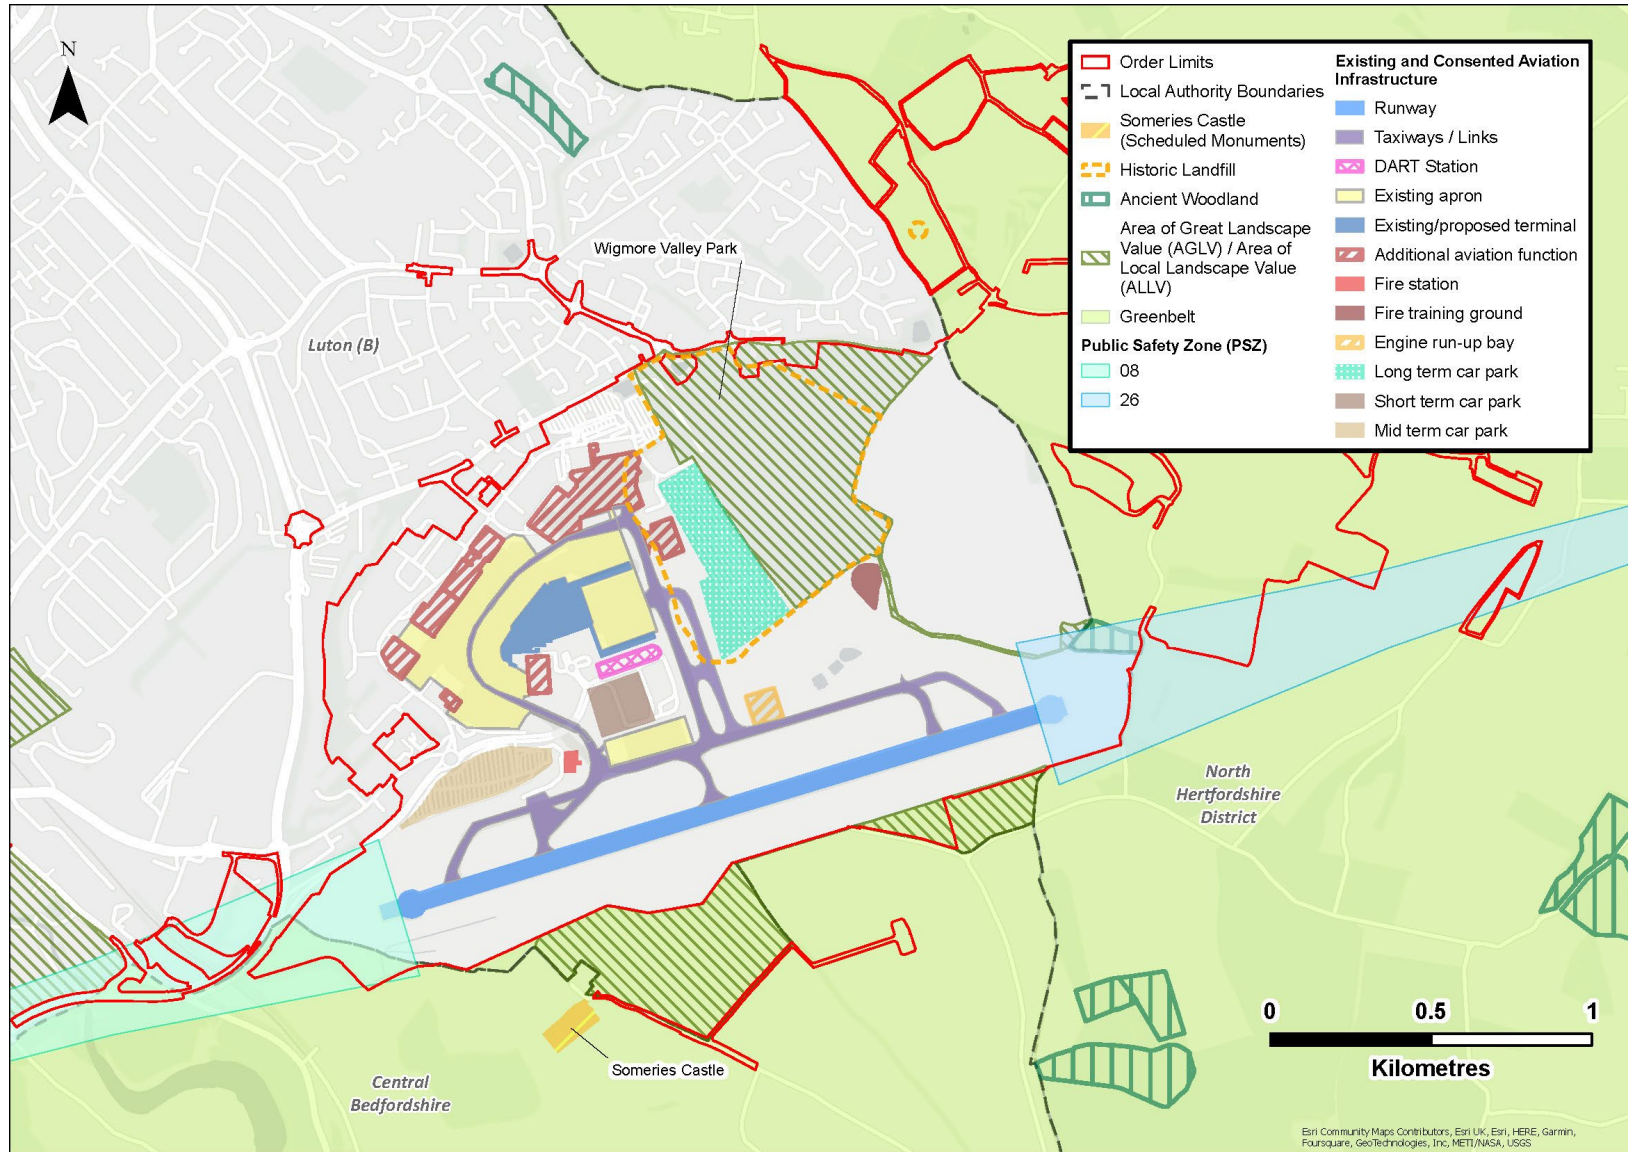 N
Wigmore Valley Park
Luton (B)
North
Hertfordshire
District
Someries Castle
Central
Bedfordshire
Order Limits
Local Authority Boundaries
Someries Castle
(Scheduled Monuments)
Historic Landfill
Ancient Woodland
Area of Great Landscape
Value (AGLV) / Area of
Local Landscape Value
(ALLV)
Greenbelt
Public Safety Zone (PSZ)
08
26
Existing and Consented Aviation
Infrastructure
Runway
Taxiways / Links
DART Station
Existing apron
Existing/proposed terminal
Additional aviation function
Fire station
Fire training ground
Engine run-up bay
Long term car park
Short term car park
Mid term car park
0 0.5 1
Kilometres
Esri Community Maps Contributors, Esri UK, Esri, HERE, Garmin,
Foursquare, GeoTechnologies, Inc, METI/NASA, USGS